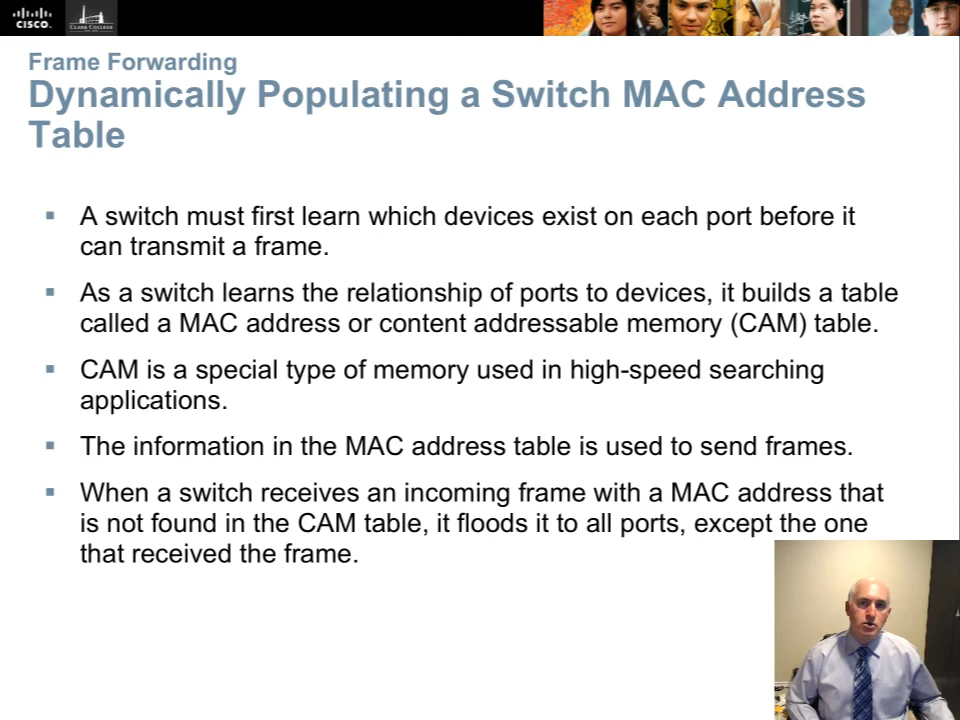 CISCO.
CLARK COLLEGE
Frame Forwarding
Dynamically Populating a Switch MAC Address
Table
▪ A switch must first learn which devices exist on each port before it
can transmit a frame.
▪ As a switch learns the relationship of ports to devices, it builds a table
called a MAC address or content addressable memory (CAM) table.
▪ CAM is a special type of memory used in high-speed searching
applications.
▪ The information in the MAC address table is used to send frames.
▪ When a switch receives an incoming frame with a MAC address that
is not found in the CAM table, it floods it to all ports, except the one
that received the frame.